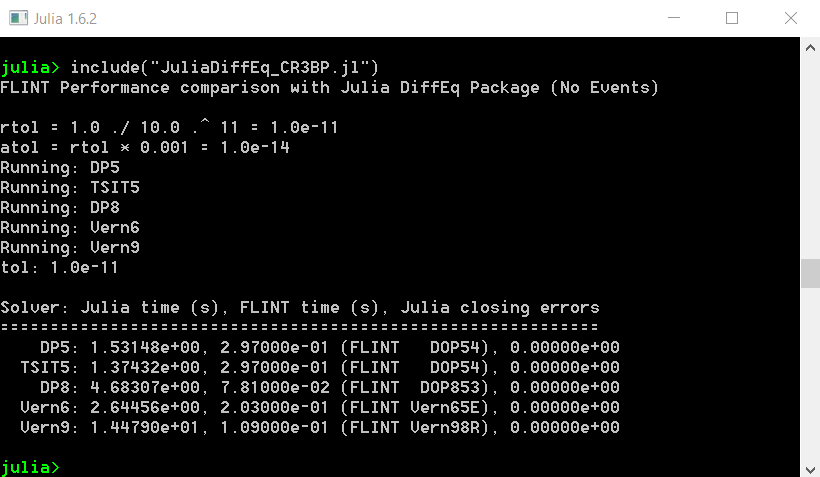 Julia 1.6.2
julia> include("JuliaDiffEq_CR3BP.jl")
FLINT Performance comparison with Julia DiffEq Package (No Events)
rtol = 1.0 ./ 10.0 .^ 11 = 1.0e-11
atol = rtol * 0.001 = 1.0e-14
Running: DP5
Running: TSIT5
Running: DP8
Running: Vern6
Running: Vern9
tol: 1.0e-11
Solver: Julia time (s), FLINT time (s), Julia closing errors
============================================================
DP5: 1.53148e+00, 2.97000e-01 (FLINT   DOP54), 0.00000e+00
TSIT5: 1.37432e+00, 2.97000e-01 (FLINT   DOP54), 0.00000e+00
DP8: 4.68307e+00, 7.81000e-02 (FLINT  DOP853), 0.00000e+00
Vern6: 2.64456e+00, 2.03000e-01 (FLINT Vern65E), 0.00000e+00
Vern9: 1.44790e+01, 1.09000e-01 (FLINT Vern98R), 0.00000e+00
julia>